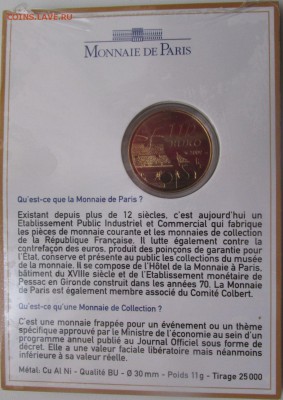 COINS.LAVE.RU
MONNAIE DE PARIS
Qu'est-ce que la Monnaie de Paris ?
Existant depuis plus de 12 siècles, c'est aujourd'hui un
Etablissement Public Industriel et Commercial qui fabrique
les pièces de monnaie courante et les monnaies de collection
de la République Française. Il lutte également contre la
contrefaçon des euros, produit des poinçons de garantie pour
l'État, conserve et présente au public les collections du musée
de la monnaie. Il se compose de l'Hôtel de la Monnaie à Paris,
bâtiment du XVIIIe siècle et de l'Etablissement monétaire de
Pessac en Gironde construit dans les années 70. La Monnaie
de Paris est également membre associé du Comité Colbert.
Qu'est-ce qu'une Monnaie de Collection ?
C'est une monnaie frappée pour un événement ou un thème
spécifique approuvé par le Ministre de l'économie au sein d'un
programme annuel publié au Journal Officiel sous forme de
décret. Elle a une valeur faciale libératoire mais néanmoins
inférieure à sa valeur réelle.
Métal: Cu Al Ni - Qualité BU - Ø 30 mm - Poids 11g - Tirage 25 000